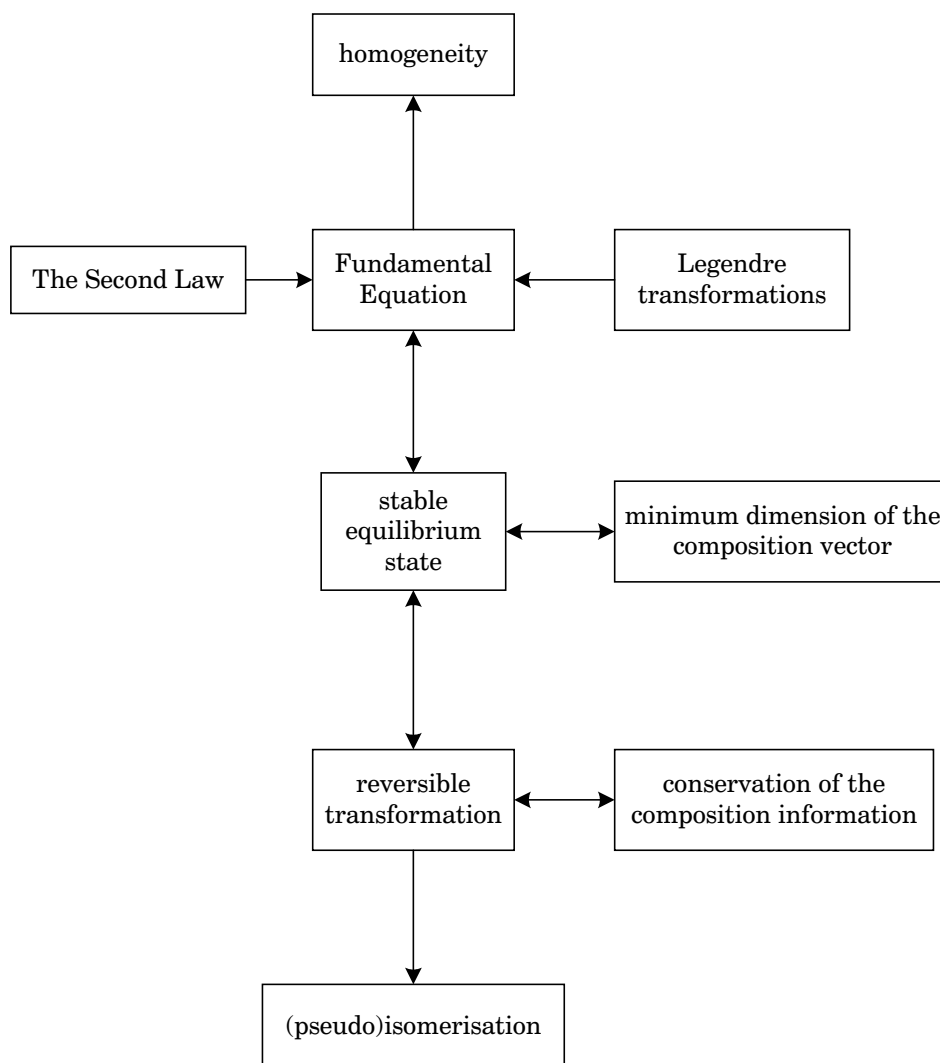 homogeneity
The Second Law
Fundamental
Equation
Legendre
transformations
stable
equilibrium
state
minimum dimension of the
composition vector
reversible
transformation
conservation of the
composition information
(pseudo)isomerisation